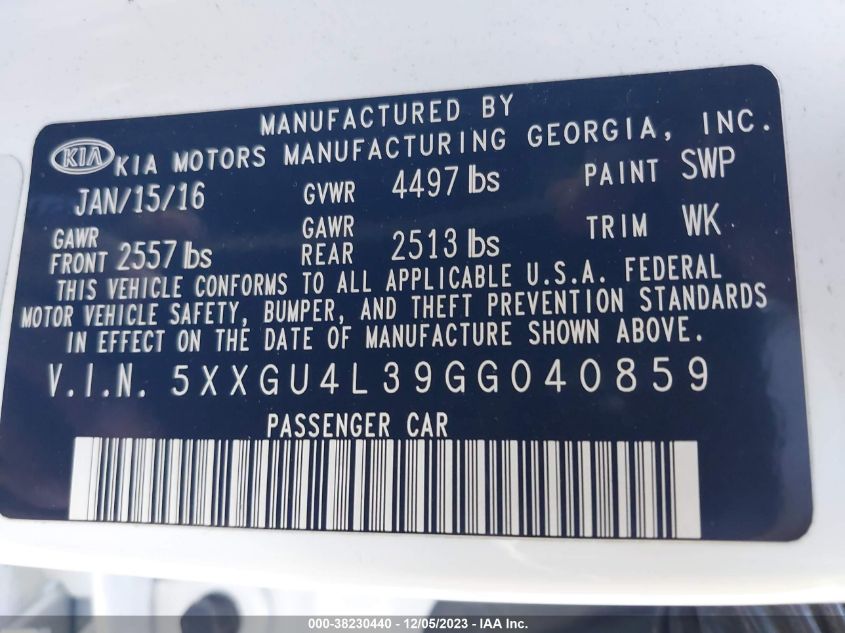 MANUFACTURED BY
KIA KIA MOTORS MANUFACTURING GEORGIA, INC.
JAN/15/16 GVWR 4497 lbs PAINT SWP
GAWR FRONT 2557 lbs GAWR REAR 2513 lbs TRIM WK
THIS VEHICLE CONFORMS TO ALL APPLICABLE U.S.A. FEDERAL
MOTOR VEHICLE SAFETY, BUMPER, AND THEFT PREVENTION STANDARDS
IN EFFECT ON THE DATE OF MANUFACTURE SHOWN ABOVE.
V.I.N. 5XXGU4L39GG040859
PASSENGER CAR
000-38230440 - 12/05/2023 - IAA Inc.